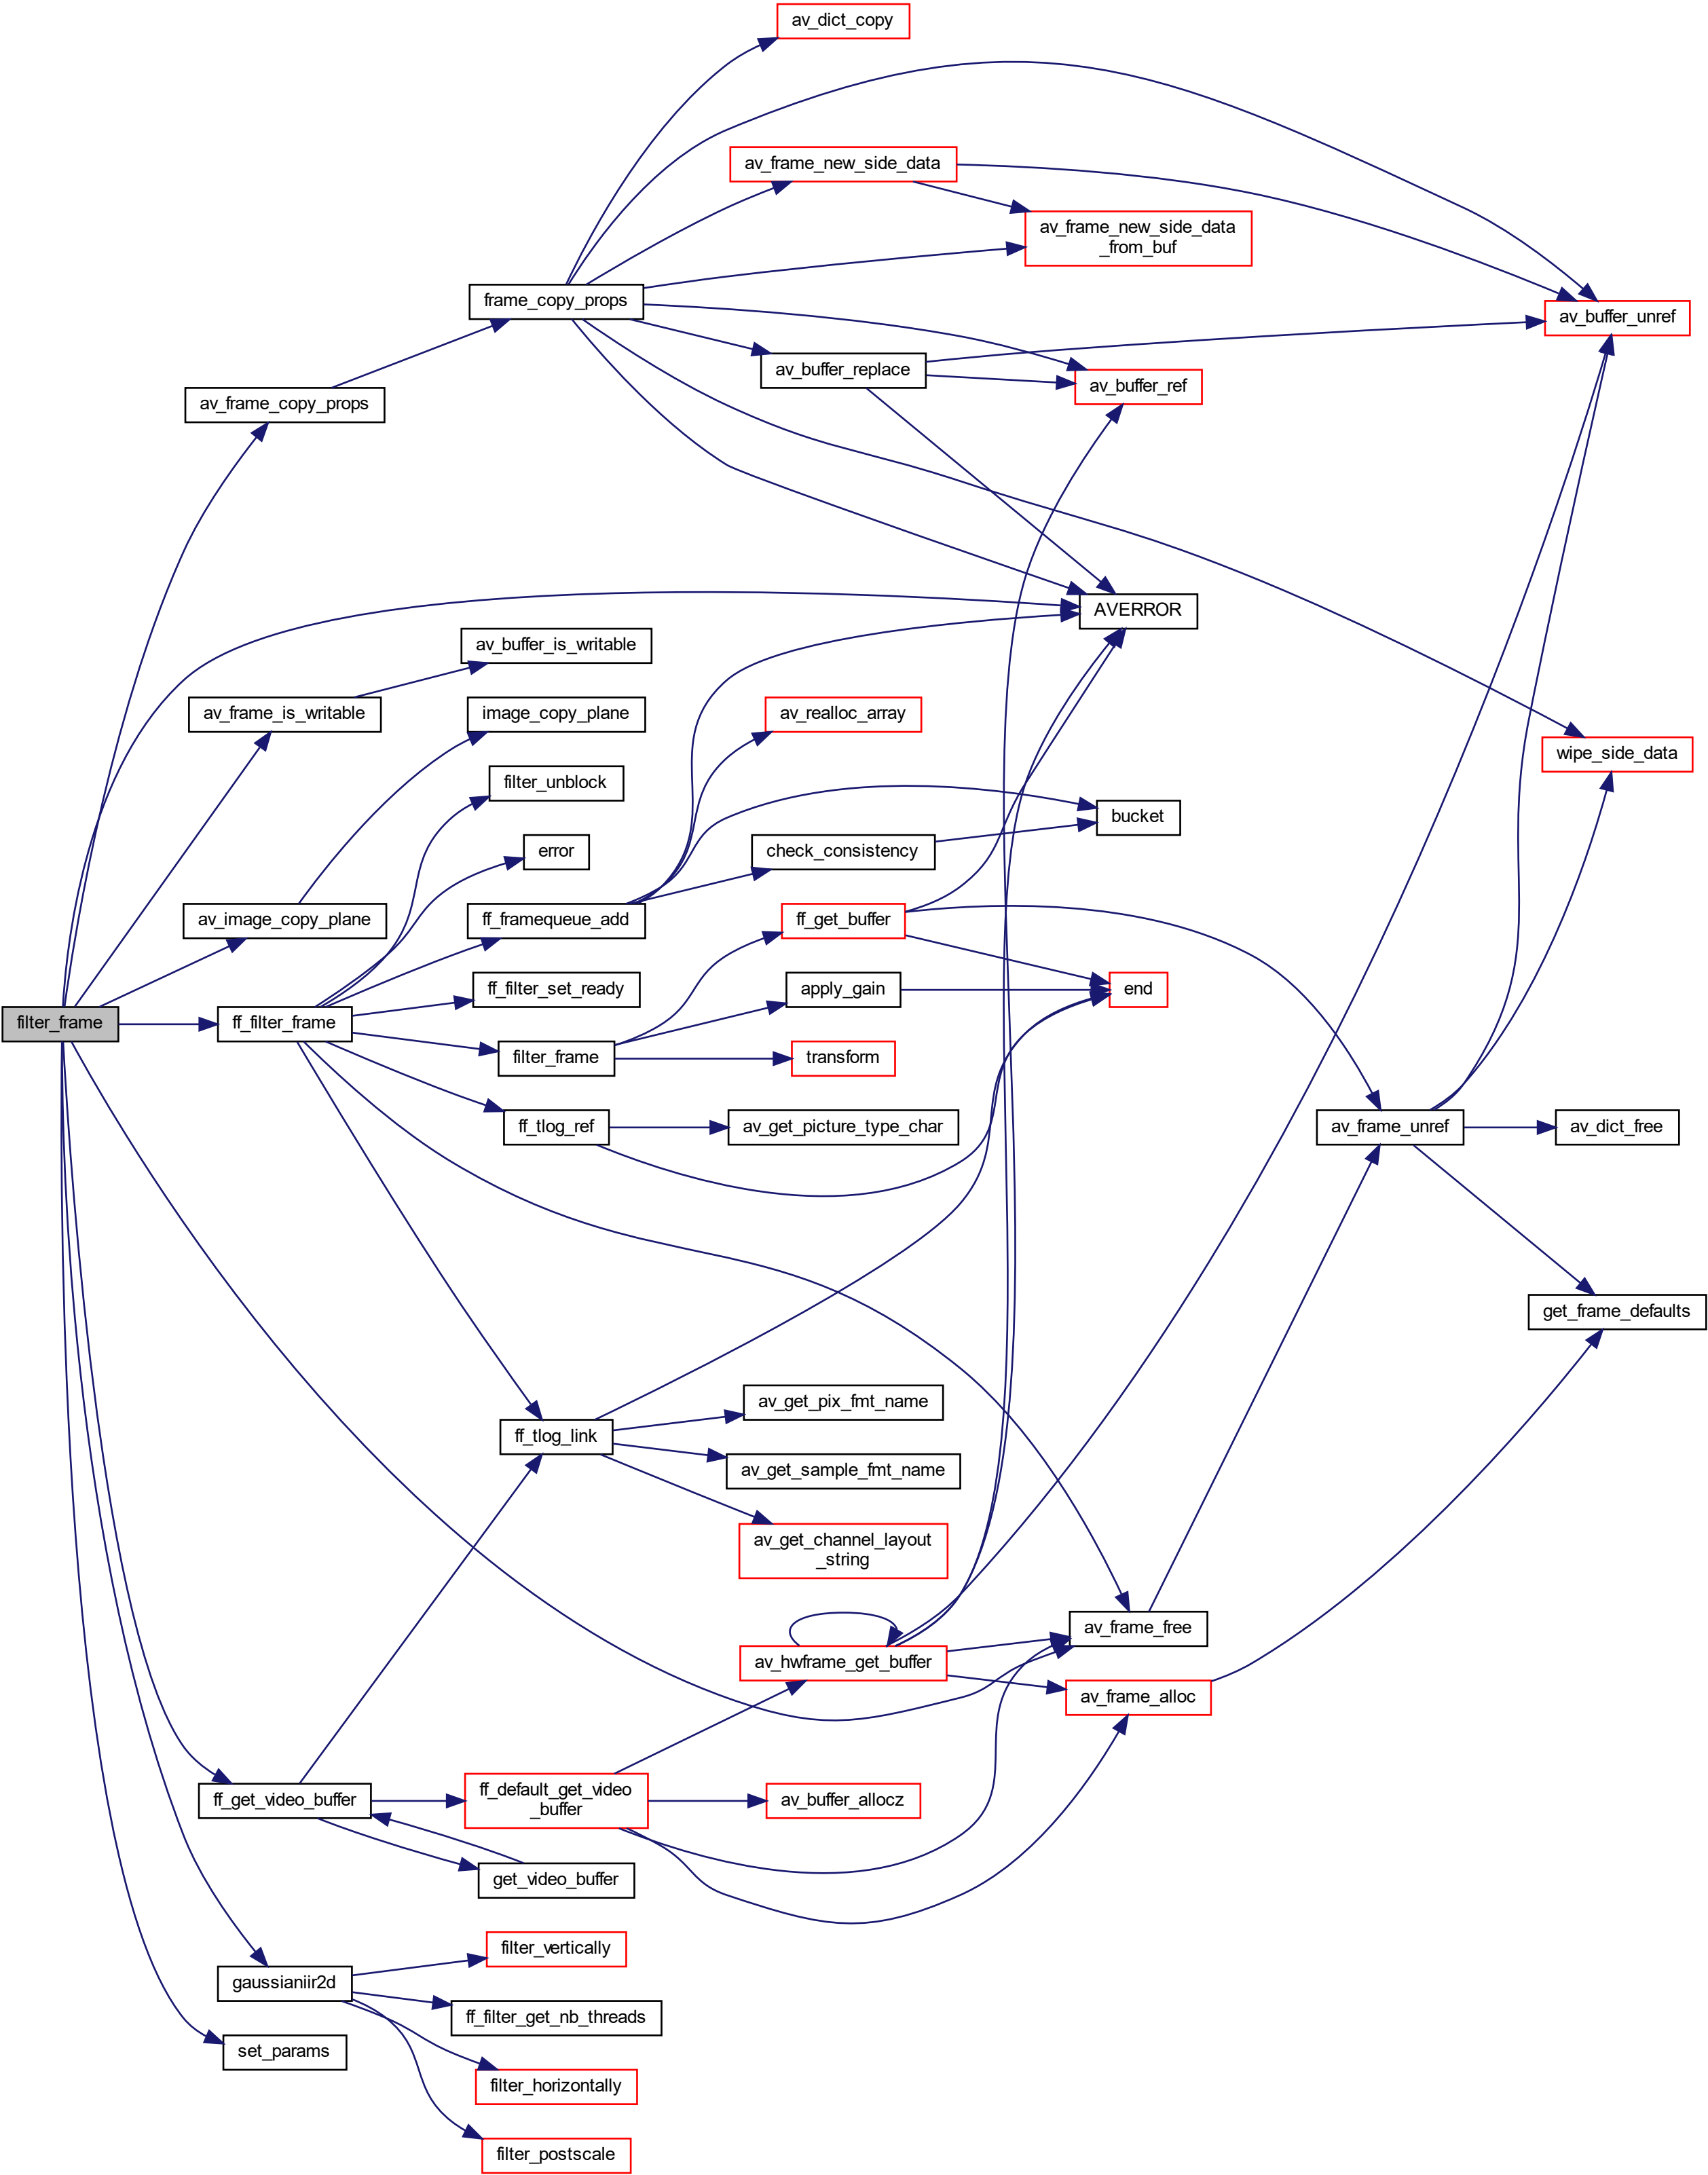 av_dict_copy
av_frame_new_side_data
av_frame_new_side_data
_from_buf
frame_copy_props
av_buffer_unref
av_buffer_replace
av_buffer_ref
av_frame_copy_props
AVERROR
av_buffer_is_writable
av_frame_is_writable
image_copy_plane
av_realloc_array
wipe_side_data
filter_unblock
bucket
error
check_consistency
av_image_copy_plane
ff_framequeue_add
ff_get_buffer
ff_filter_set_ready
apply_gain
end
filter_frame
ff_filter_frame
filter_frame
transform
ff_tlog_ref
av_get_picture_type_char
av_frame_unref
av_dict_free
get_frame_defaults
av_get_pix_fmt_name
ff_tlog_link
av_get_sample_fmt_name
av_get_channel_layout
_string
av_frame_free
av_hwframe_get_buffer
av_frame_alloc
ff_get_video_buffer
ff_default_get_video
_buffer
av_buffer_allocz
get_video_buffer
filter_vertically
gaussianiir2d
ff_filter_get_nb_threads
set_params
filter_horizontally
filter_postscale